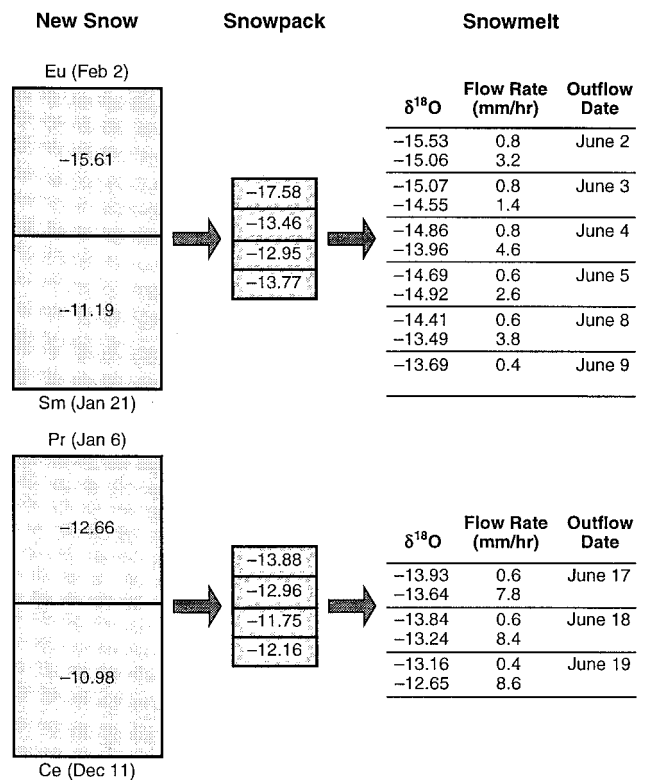 New Snow Snowpack Snowmelt
Eu (Feb 2)
δ¹⁸O Flow Rate (mm/hr) Outflow Date
−15.61
−11.19
Sm (Jan 21)
−17.58
−13.46
−12.95
−13.77
−15.53 0.8 June 2
−15.06 3.2
−15.07 0.8 June 3
−14.55 1.4
−14.86 0.8 June 4
−13.96 4.6
−14.69 0.6 June 5
−14.92 2.6
−14.41 0.6 June 8
−13.49 3.8
−13.69 0.4 June 9
Pr (Jan 6)
−12.66
−10.98
Ce (Dec 11)
−13.88
−12.96
−11.75
−12.16
δ¹⁸O Flow Rate (mm/hr) Outflow Date
−13.93 0.6 June 17
−13.64 7.8
−13.84 0.6 June 18
−13.24 8.4
−13.16 0.4 June 19
−12.65 8.6